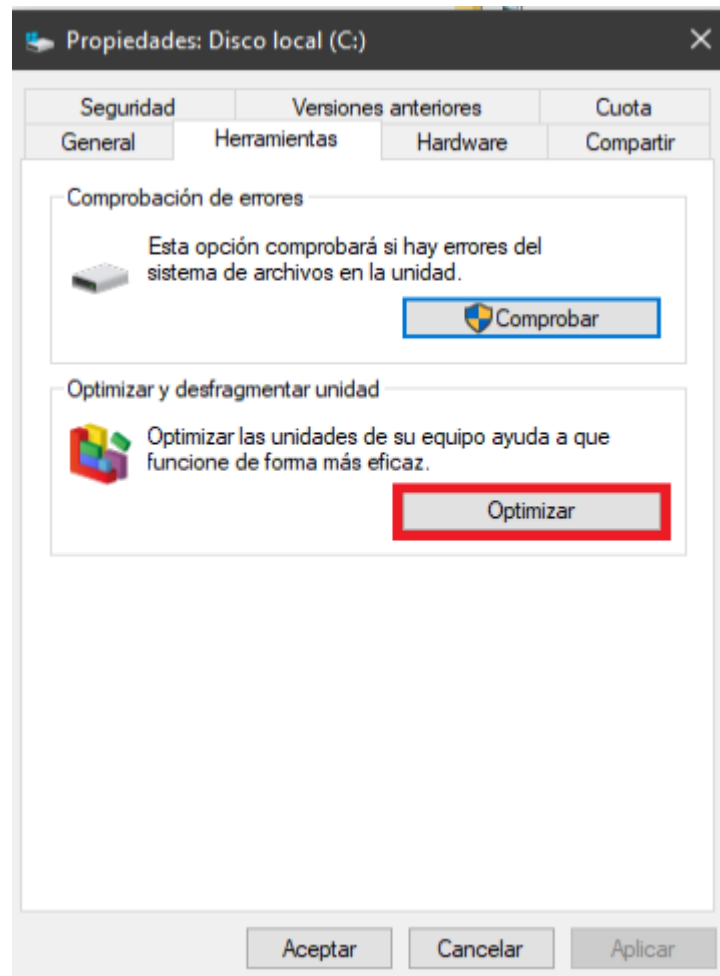 Propiedades: Disco local (C:)
Seguridad Versiones anteriores Cuota
General Herramientas Hardware Compartir
Comprobación de errores
Esta opción comprobará si hay errores del
sistema de archivos en la unidad.
Comprobar
Optimizar y desfragmentar unidad
Optimizar las unidades de su equipo ayuda a que
funcione de forma más eficaz.
Optimizar
Aceptar Cancelar Aplicar